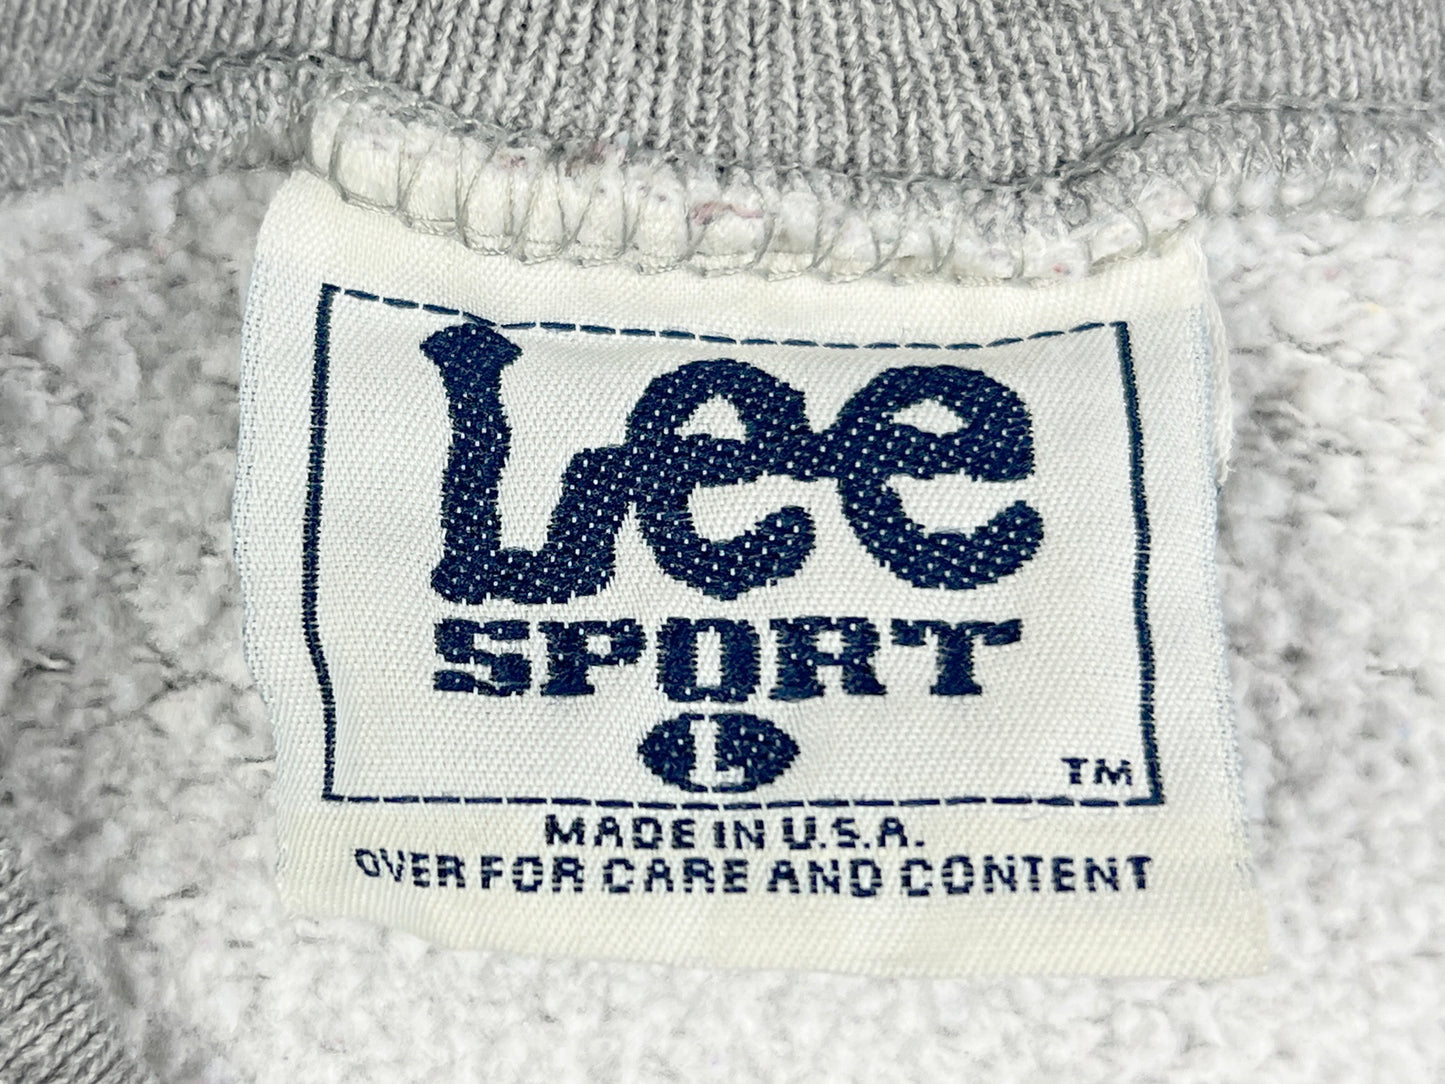 Lee
SPORT
L
TM
MADE IN U.S.A.
OVER FOR CARE AND CONTENT